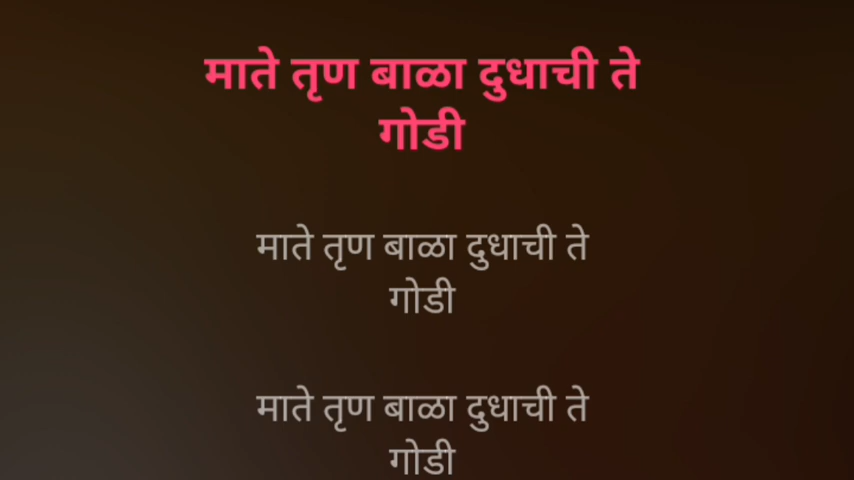 माते तृण बाळा दुधाची ते
गोडी
माते तृण बाळा दुधाची ते
गोडी
माते तृण बाळा दुधाची ते
गोडी